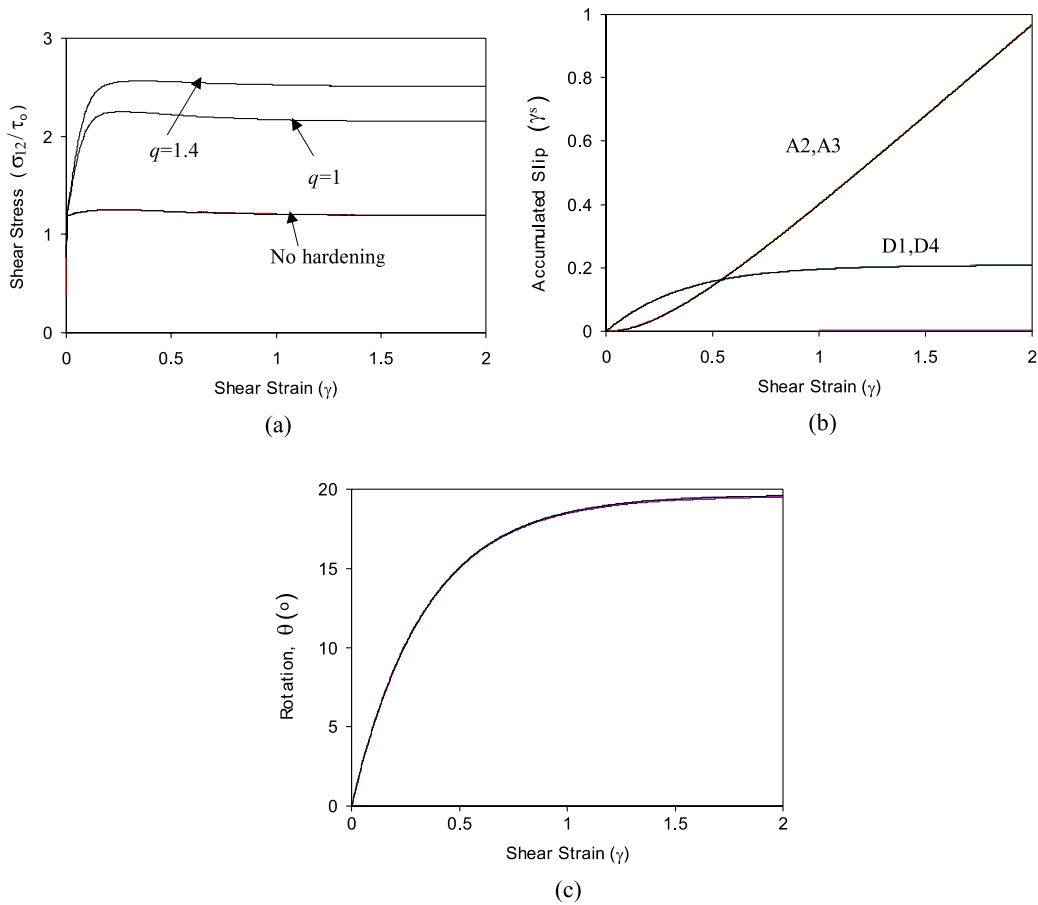 3
2
1
0
Shear Stress (σ12/τo)
q=1.4
q=1
No hardening
0 0.5 1 1.5 2
Shear Strain (γ)
(a)
1
0.8
0.6
0.4
0.2
0
Accumulated Slip (γs)
A2,A3
D1,D4
0 0.5 1 1.5 2
Shear Strain (γ)
(b)
20
15
10
5
0
Rotation, θ (o)
0 0.5 1 1.5 2
Shear Strain (γ)
(c)